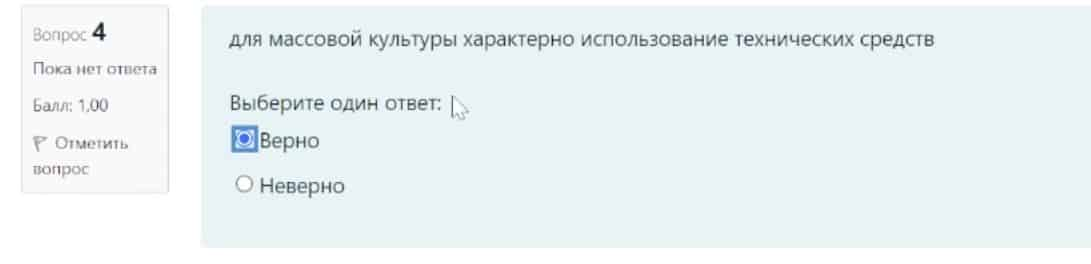 Вопрос 4
Пока нет ответа
Балл: 1,00
Отметить
вопрос
для массовой культуры характерно использование технических средств
Выберите один ответ:
Верно
Неверно